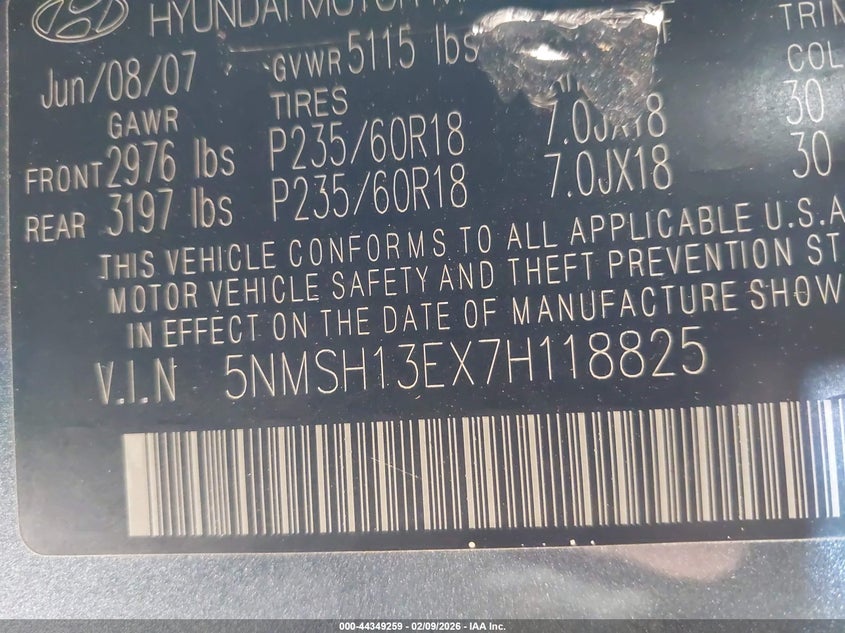 HYUNDAI MOTOR
Jun/08/07 GVWR 5115 lbs TRIM
GAWR TIRES COL
FRONT 2976 lbs P235/60R18 7.0JX18 30
REAR 3197 lbs P235/60R18 7.0JX18 30
THIS VEHICLE CONFORMS TO ALL APPLICABLE U.S.A
MOTOR VEHICLE SAFETY AND THEFT PREVENTION ST
IN EFFECT ON THE DATE OF MANUFACTURE SHOW
V.I.N 5NMSH13EX7H118825
000-44349259 - 02/09/2026 - IAA Inc.